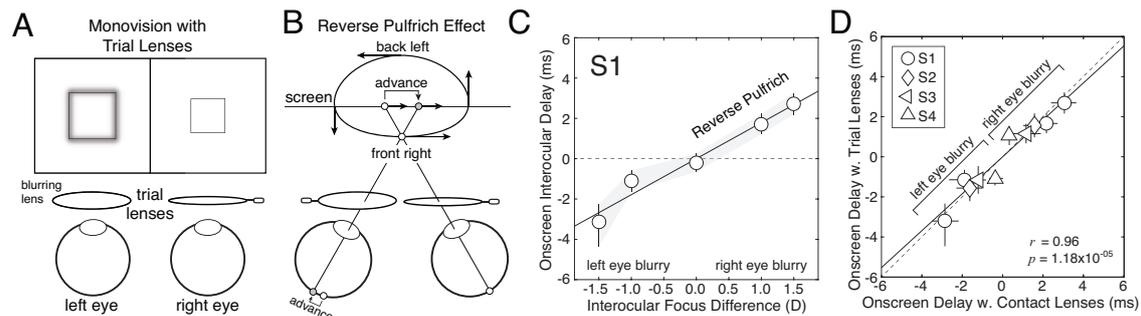 A
Monovision with
Trial Lenses
blurring
lens
trial
lenses
left eye
right eye
B
Reverse Pulfrich Effect
back left
advance
screen
front right
advance
C
Onscreen Interocular Delay (ms)
6
4
2
0
-2
-4
-6
S1
Reverse Pulfrich
left eye blurry
right eye blurry
-1.5 -1.0 -0.5 0.0 0.5 1.0 1.5
Interocular Focus Difference (D)
D
Onscreen Delay w. Trial Lenses (ms)
6
4
2
0
-2
-4
-6
S1
S2
S3
S4
right eye blurry
left eye blurry
r = 0.96
p = 1.18x10-05
-6 -4 -2 0 2 4 6
Onscreen Delay w. Contact Lenses (ms)